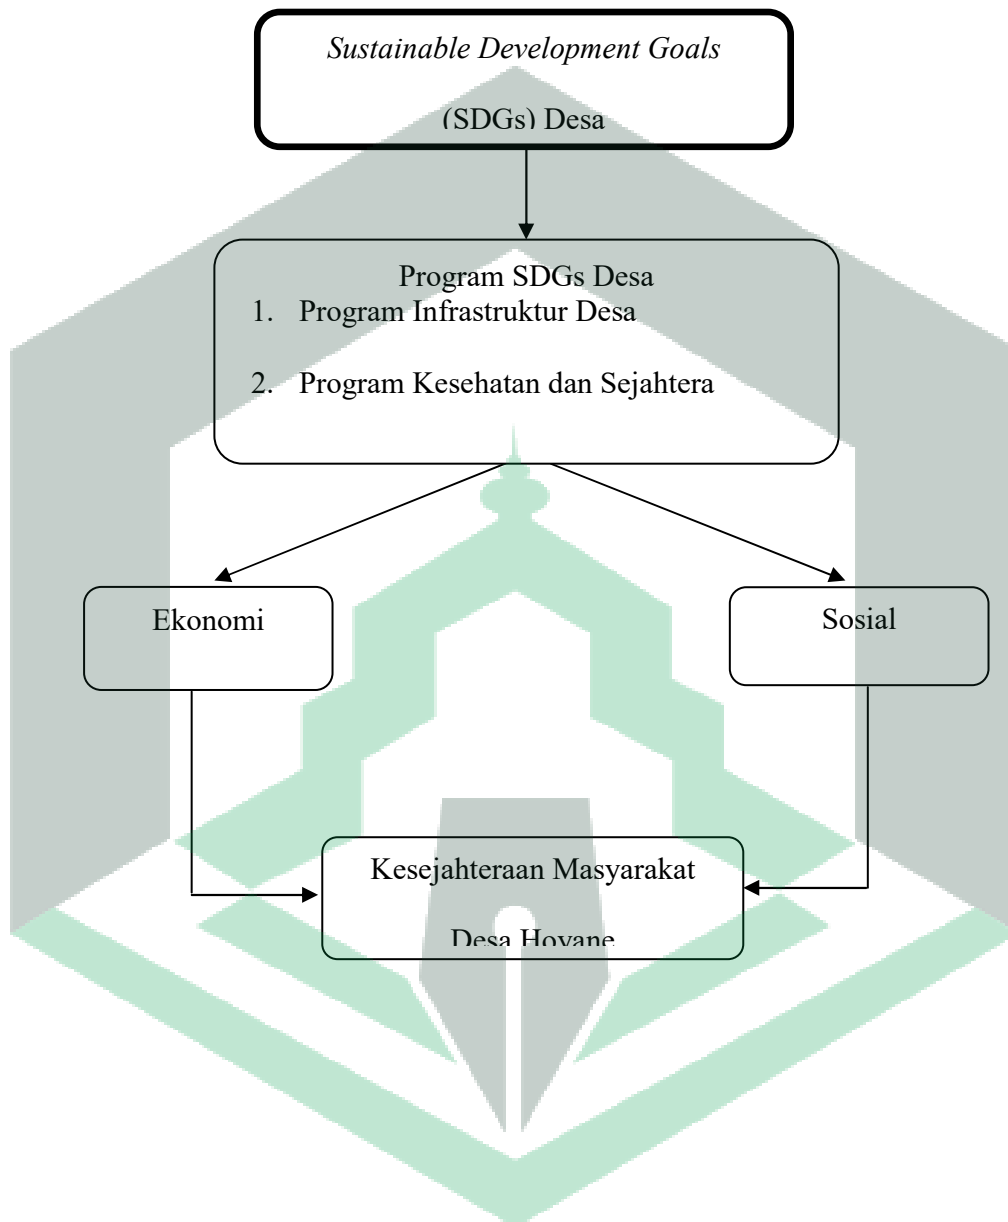 Sustainable Development Goals
(SDGs) Desa
Program SDGs Desa
1. Program Infrastruktur Desa
2. Program Kesehatan dan Sejahtera
Ekonomi
Sosial
Kesejahteraan Masyarakat
Desa Hoyane